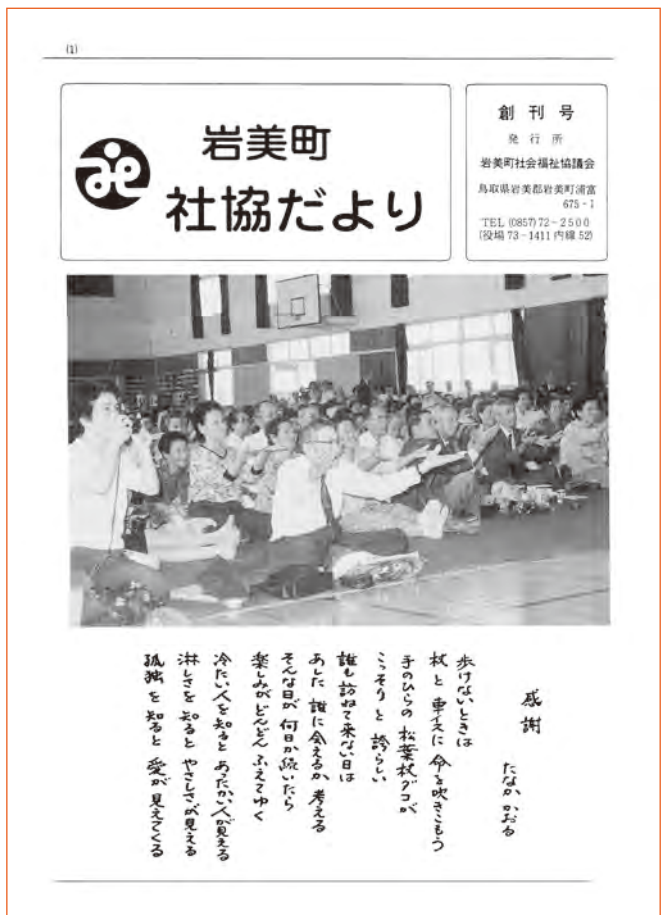 (1)
岩美町
社協だより
創刊号
発行所
岩美町社会福祉協議会
鳥取県岩美郡岩美町浦富
675-1
TEL (0857)72-2500
(役場 73-1411 内線 52)
感謝
たなか かおる
歩けないときは
杖と 車イスに 命を吹きこもう
手のひらの 松葉杖ダコが
こっそりと 誇らしい
誰も訪ねて来ない日は
あした 誰に会えるか 考える
そんな日が 何日か続いたら
楽しみがどんどん ふえてゆく
冷たい人を知ると あったかい人が見える
淋しさを 知ると やさしさが見える
孤独を 知ると 愛が見えてくる